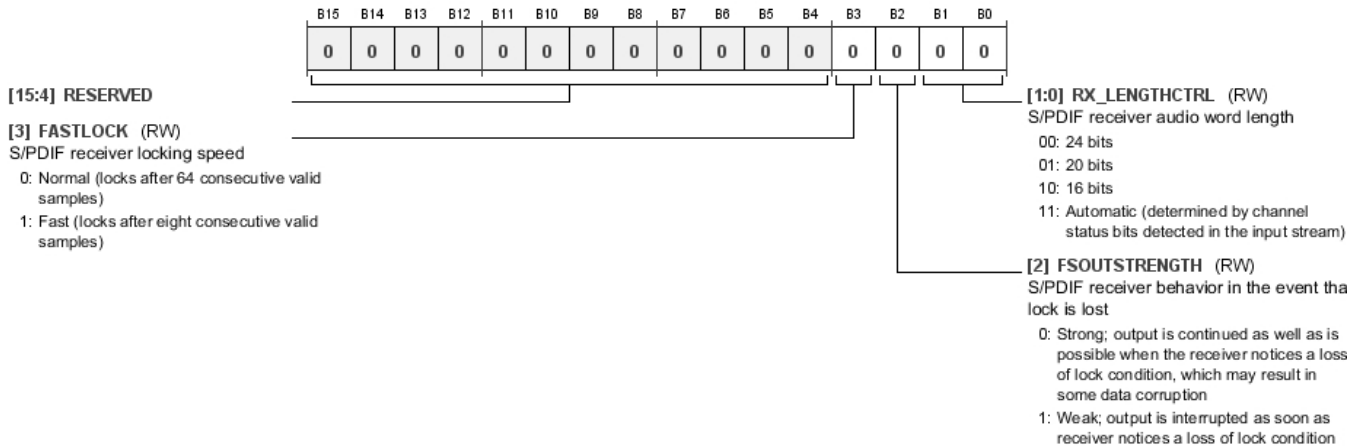 B15 B14 B13 B12 B11 B10 B9 B8 B7 B6 B5 B4 B3 B2 B1 B0
0 0 0 0 0 0 0 0 0 0 0 0 0 0 0 0
[15:4] RESERVED
[3] FASTLOCK (RW)
S/PDIF receiver locking speed
0: Normal (locks after 64 consecutive valid
samples)
1: Fast (locks after eight consecutive valid
samples)
[1:0] RX_LENGTHCTRL (RW)
S/PDIF receiver audio word length
00: 24 bits
01: 20 bits
10: 16 bits
11: Automatic (determined by channel
status bits detected in the input stream)
[2] FSOUTSTRENGTH (RW)
S/PDIF receiver behavior in the event tha
lock is lost
0: Strong; output is continued as well as is
possible when the receiver notices a loss
of lock condition, which may result in
some data corruption
1: Weak; output is interrupted as soon as
receiver notices a loss of lock condition